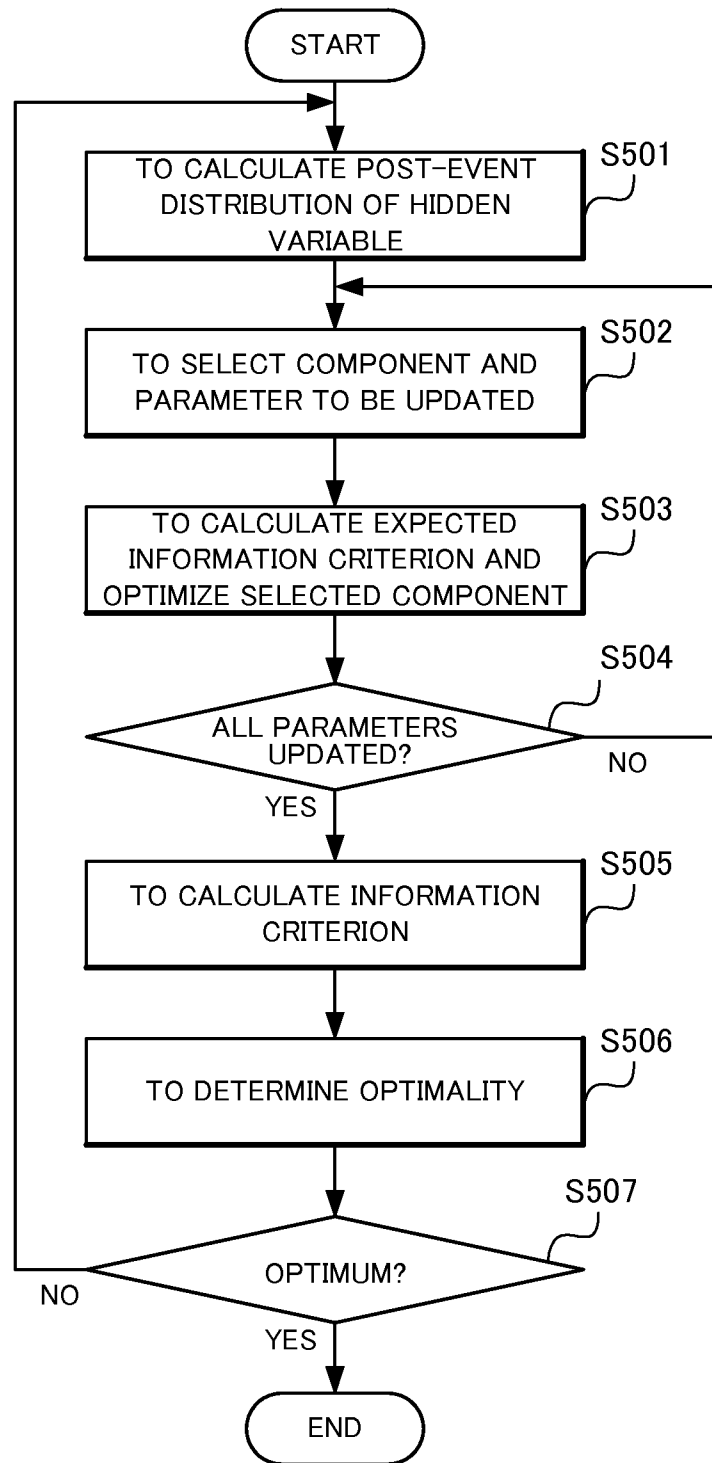 START
S501
TO CALCULATE POST-EVENT
DISTRIBUTION OF HIDDEN
VARIABLE
S502
TO SELECT COMPONENT AND
PARAMETER TO BE UPDATED
S503
TO CALCULATE EXPECTED
INFORMATION CRITERION AND
OPTIMIZE SELECTED COMPONENT
S504
ALL PARAMETERS
UPDATED?
NO
YES
S505
TO CALCULATE INFORMATION
CRITERION
S506
TO DETERMINE OPTIMALITY
S507
OPTIMUM?
NO
YES
END